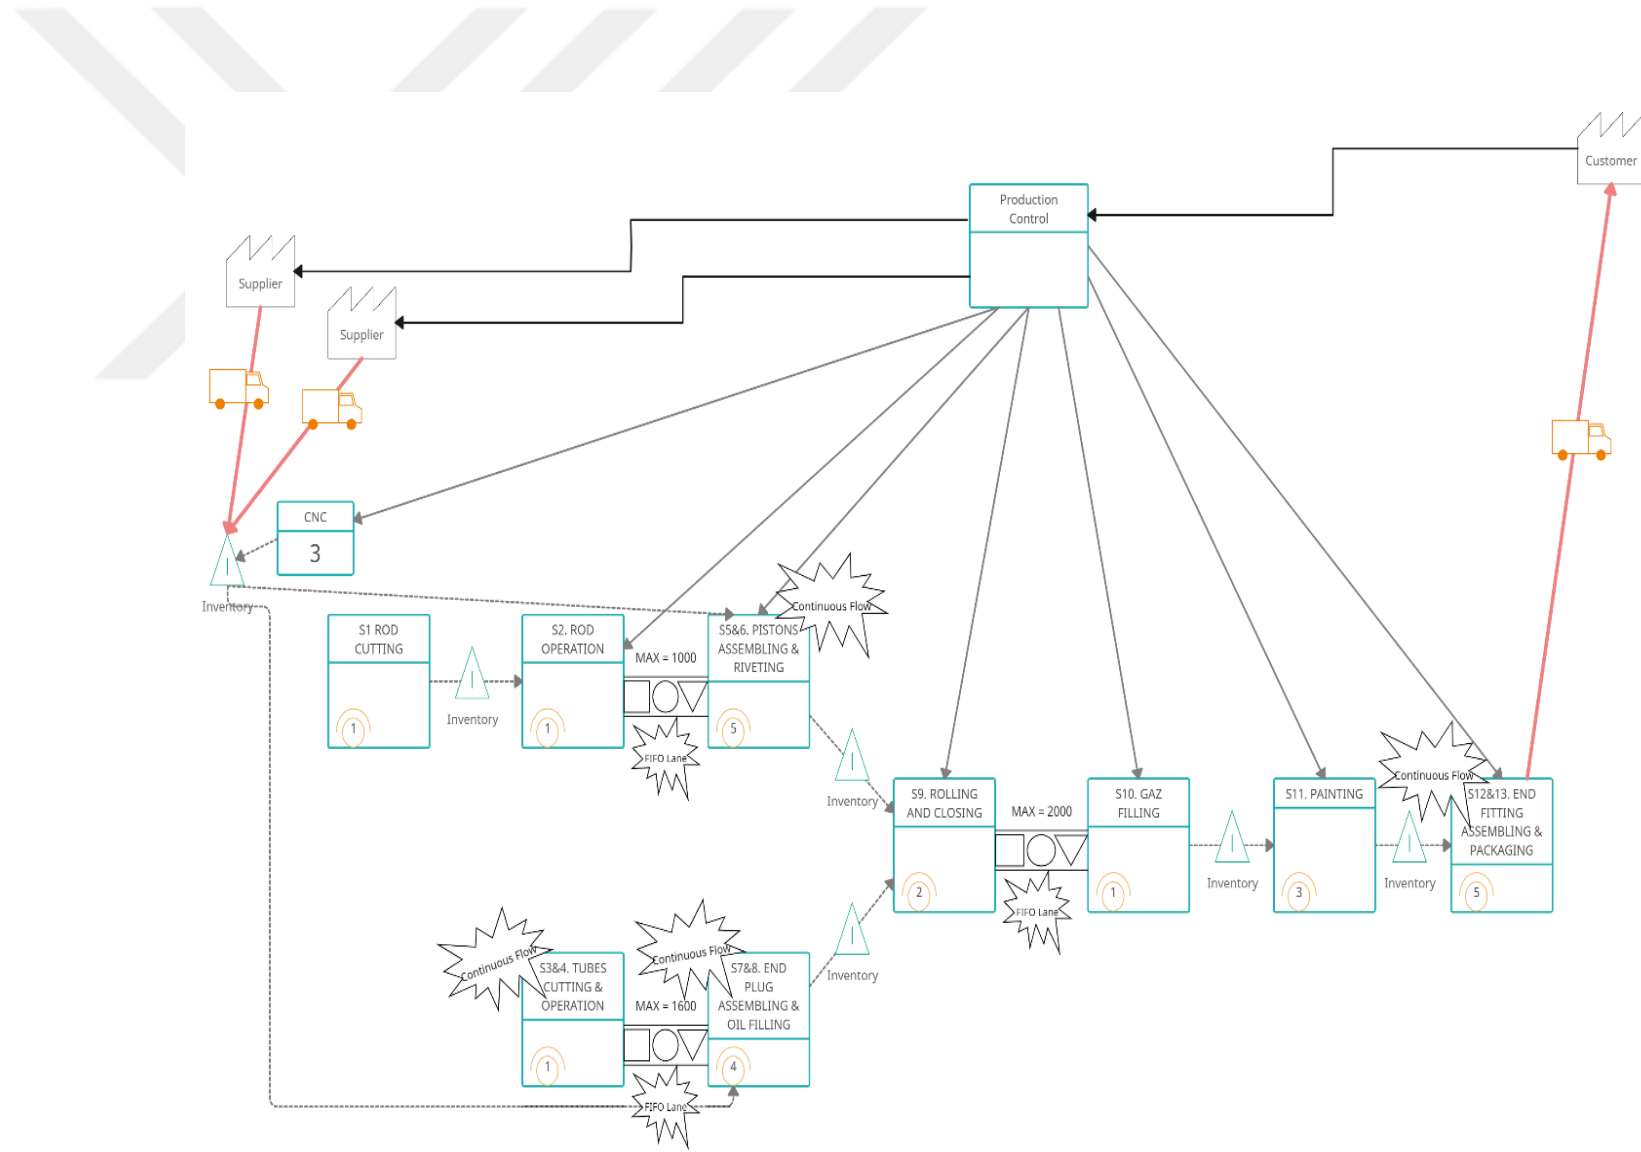 Customer
Production
Control
Supplier
Supplier
CNC
3
Inventory
Continuous Flow
S1 ROD
CUTTING
1
Inventory
S2. ROD
OPERATION
1
MAX = 1000
FIFO Lane
S5&6. PISTONS
ASSEMBLING &
RIVETING
5
Inventory
S9. ROLLING
AND CLOSING
2
MAX = 2000
FIFO Lane
S10. GAZ
FILLING
1
Inventory
S11. PAINTING
3
Inventory
Continuous Flow
S12&13. END
FITTING
ASSEMBLING &
PACKAGING
5
Continuous Flow
S3&4. TUBES
CUTTING &
OPERATION
1
Continuous Flow
MAX = 1600
FIFO Lane
S7&8. END
PLUG
ASSEMBLING &
OIL FILLING
4
Inventory